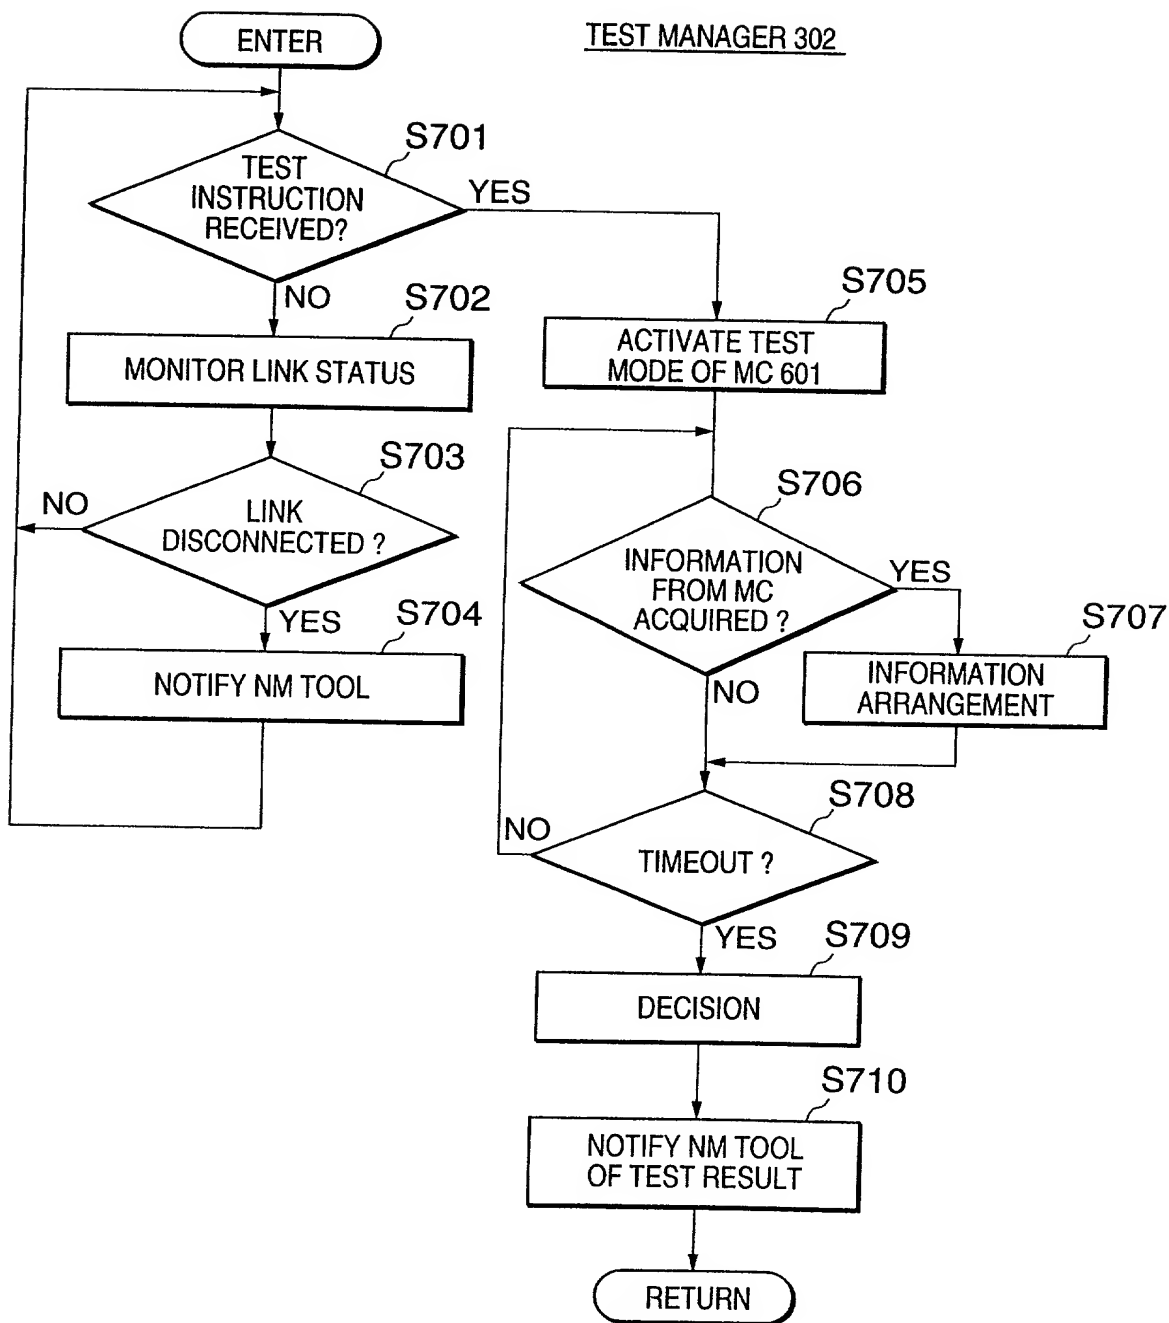 ENTER
TEST MANAGER 302
S701
TEST
INSTRUCTION
RECEIVED?
YES
NO
S702
MONITOR LINK STATUS
S703
NO
LINK
DISCONNECTED ?
YES
S704
NOTIFY NM TOOL
S705
ACTIVATE TEST
MODE OF MC 601
S706
INFORMATION
FROM MC
ACQUIRED ?
YES
NO
S707
INFORMATION
ARRANGEMENT
S708
NO
TIMEOUT ?
YES
S709
DECISION
S710
NOTIFY NM TOOL
OF TEST RESULT
RETURN